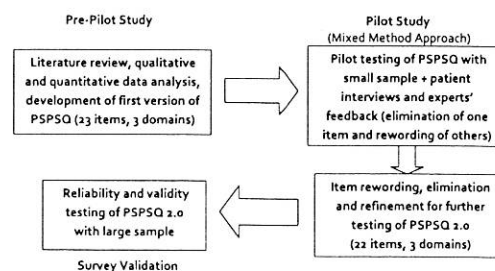 Pre-Pilot Study
Literature review, qualitative
and quantitative data analysis,
development of first version of
PSPSQ (23 items, 3 domains)
Pilot Study
(Mixed Method Approach)
Pilot testing of PSPSQ with
small sample + patient
interviews and experts'
feedback (elimination of one
item and rewording of others)
Item rewording, elimination
and refinement for further
testing of PSPSQ 2.0
(22 items, 3 domains)
Reliability and validity
testing of PSPSQ 2.0
with large sample
Survey Validation